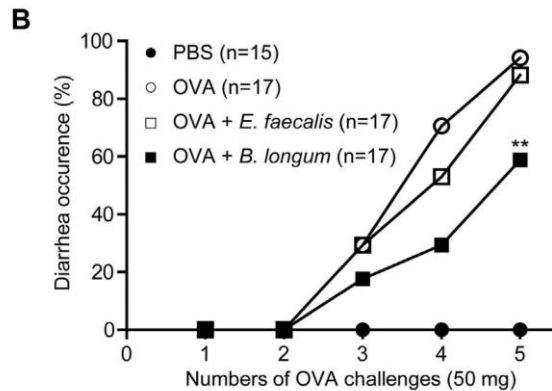 B
Diarrhea occurence (%)
100
80
60
40
20
0
PBS (n=15)
OVA (n=17)
OVA + E. faecalis (n=17)
OVA + B. longum (n=17)
**
0 1 2 3 4 5
Numbers of OVA challenges (50 mg)